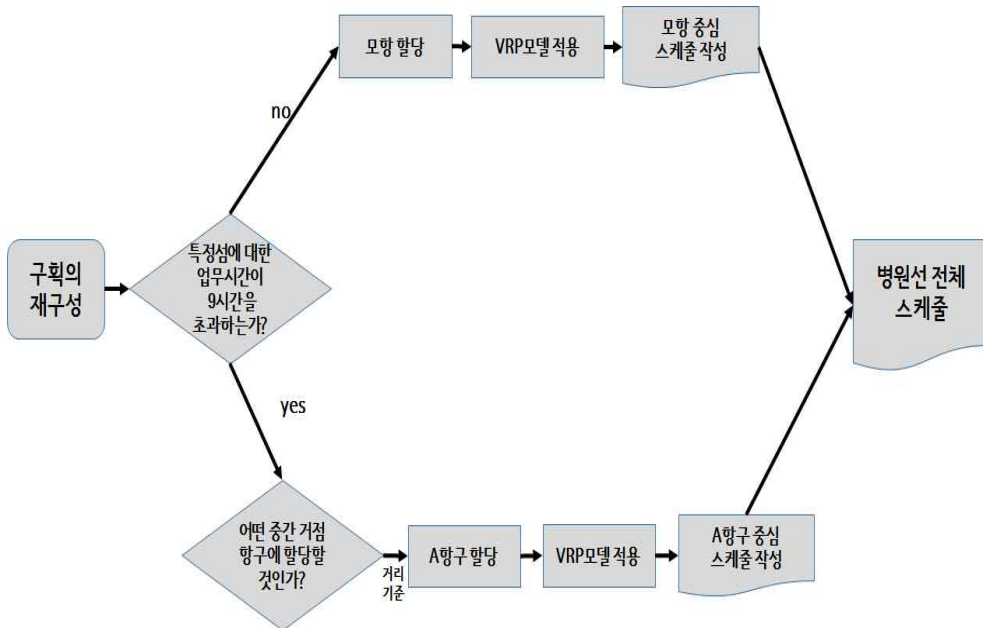 모항 할당
VRP모델 적용
모항 중심
스케줄 작성
no
구획의
재구성
특정섬에 대한
업무시간이
9시간을
초과하는가?
병원선 전체
스케줄
yes
어떤 중간 거점
항구에 할당할
것인가?
거리
기준
A항구 할당
VRP모델 적용
A항구 중심
스케줄 작성